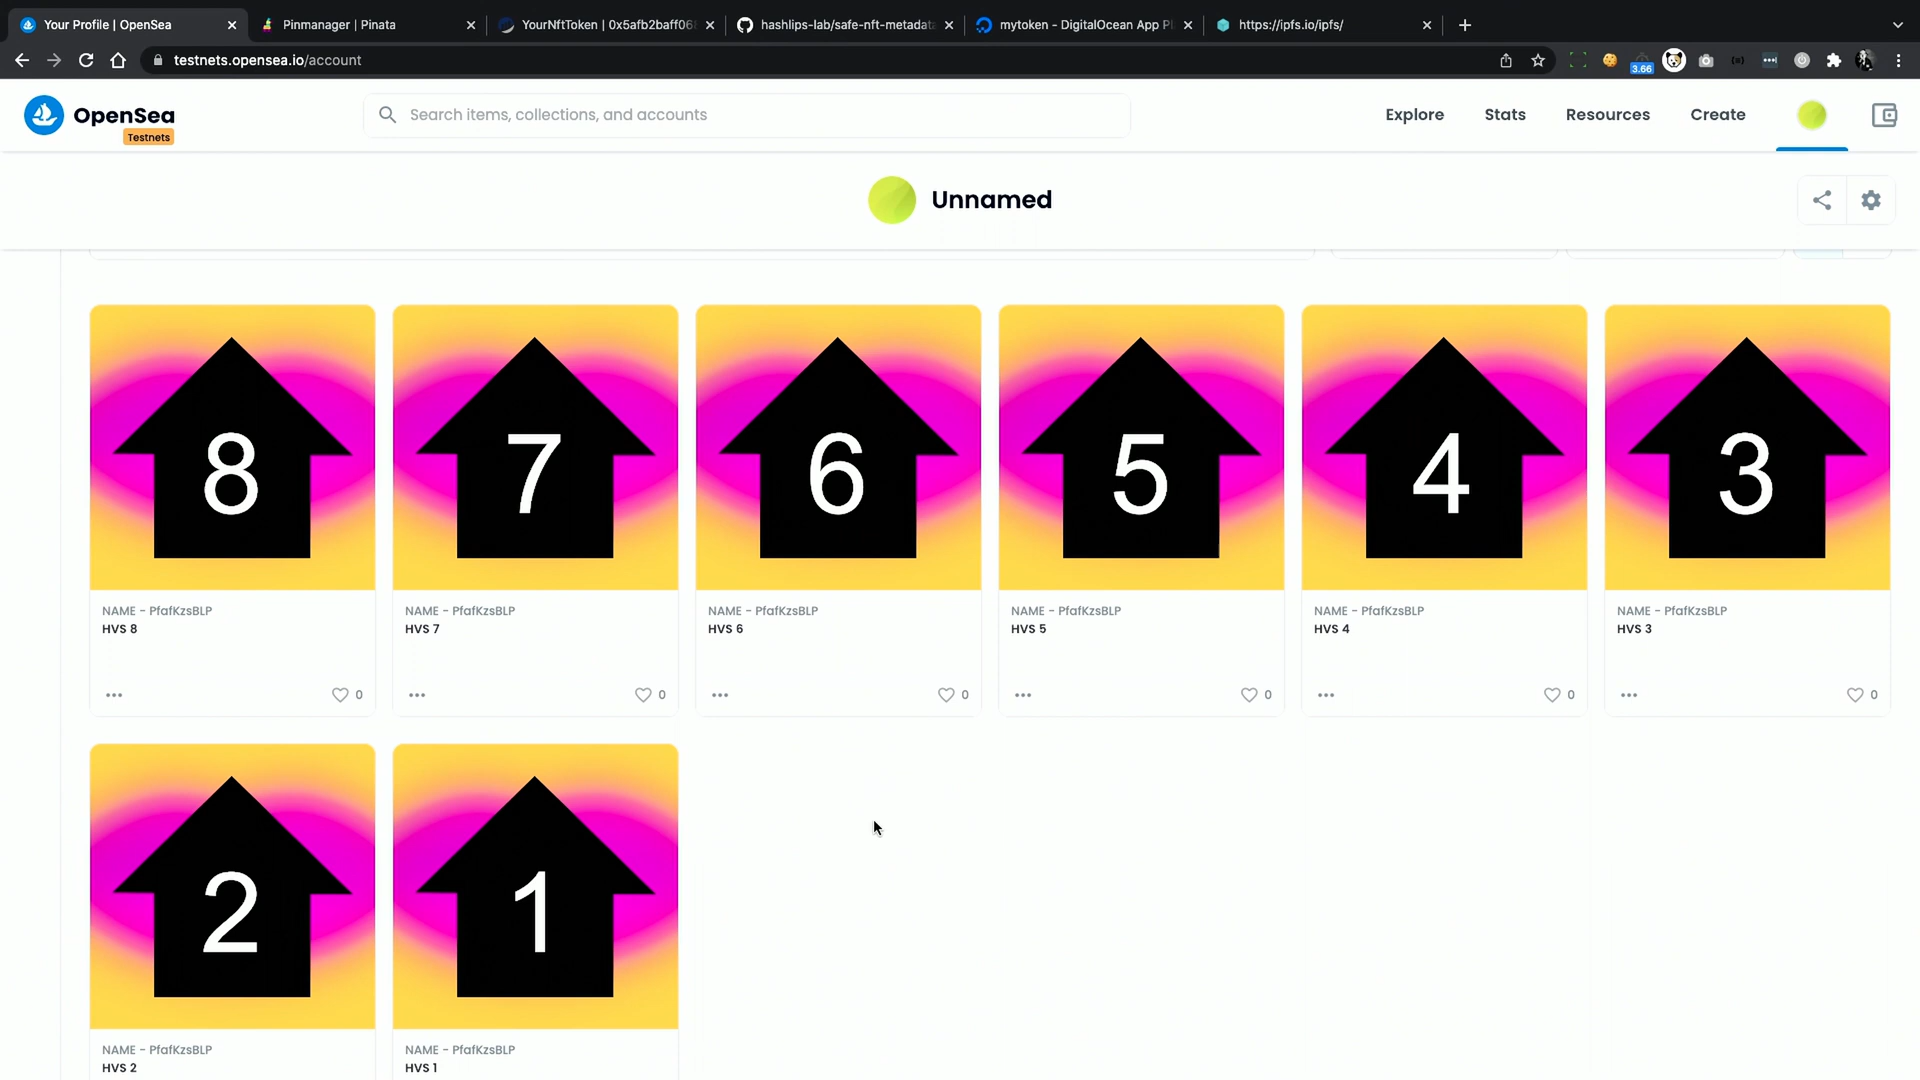 Your Profile | OpenSea
Pinmanager | Pinata
YourNftToken | 0x5afb2baff068
hashlips-lab/safe-nft-metadata
mytoken - DigitalOcean App Pl
https://ipfs.io/ipfs/
testnets.opensea.io/account
3.66
OpenSea
Testnets
Search items, collections, and accounts
Explore
Stats
Resources
Create
Unnamed
8
7
6
5
4
3
NAME - PfafKzsBLP
HVS 8
NAME - PfafKzsBLP
HVS 7
NAME - PfafKzsBLP
HVS 6
NAME - PfafKzsBLP
HVS 5
NAME - PfafKzsBLP
HVS 4
NAME - PfafKzsBLP
HVS 3
0
0
0
0
0
0
2
1
NAME - PfafKzsBLP
HVS 2
NAME - PfafKzsBLP
HVS 1